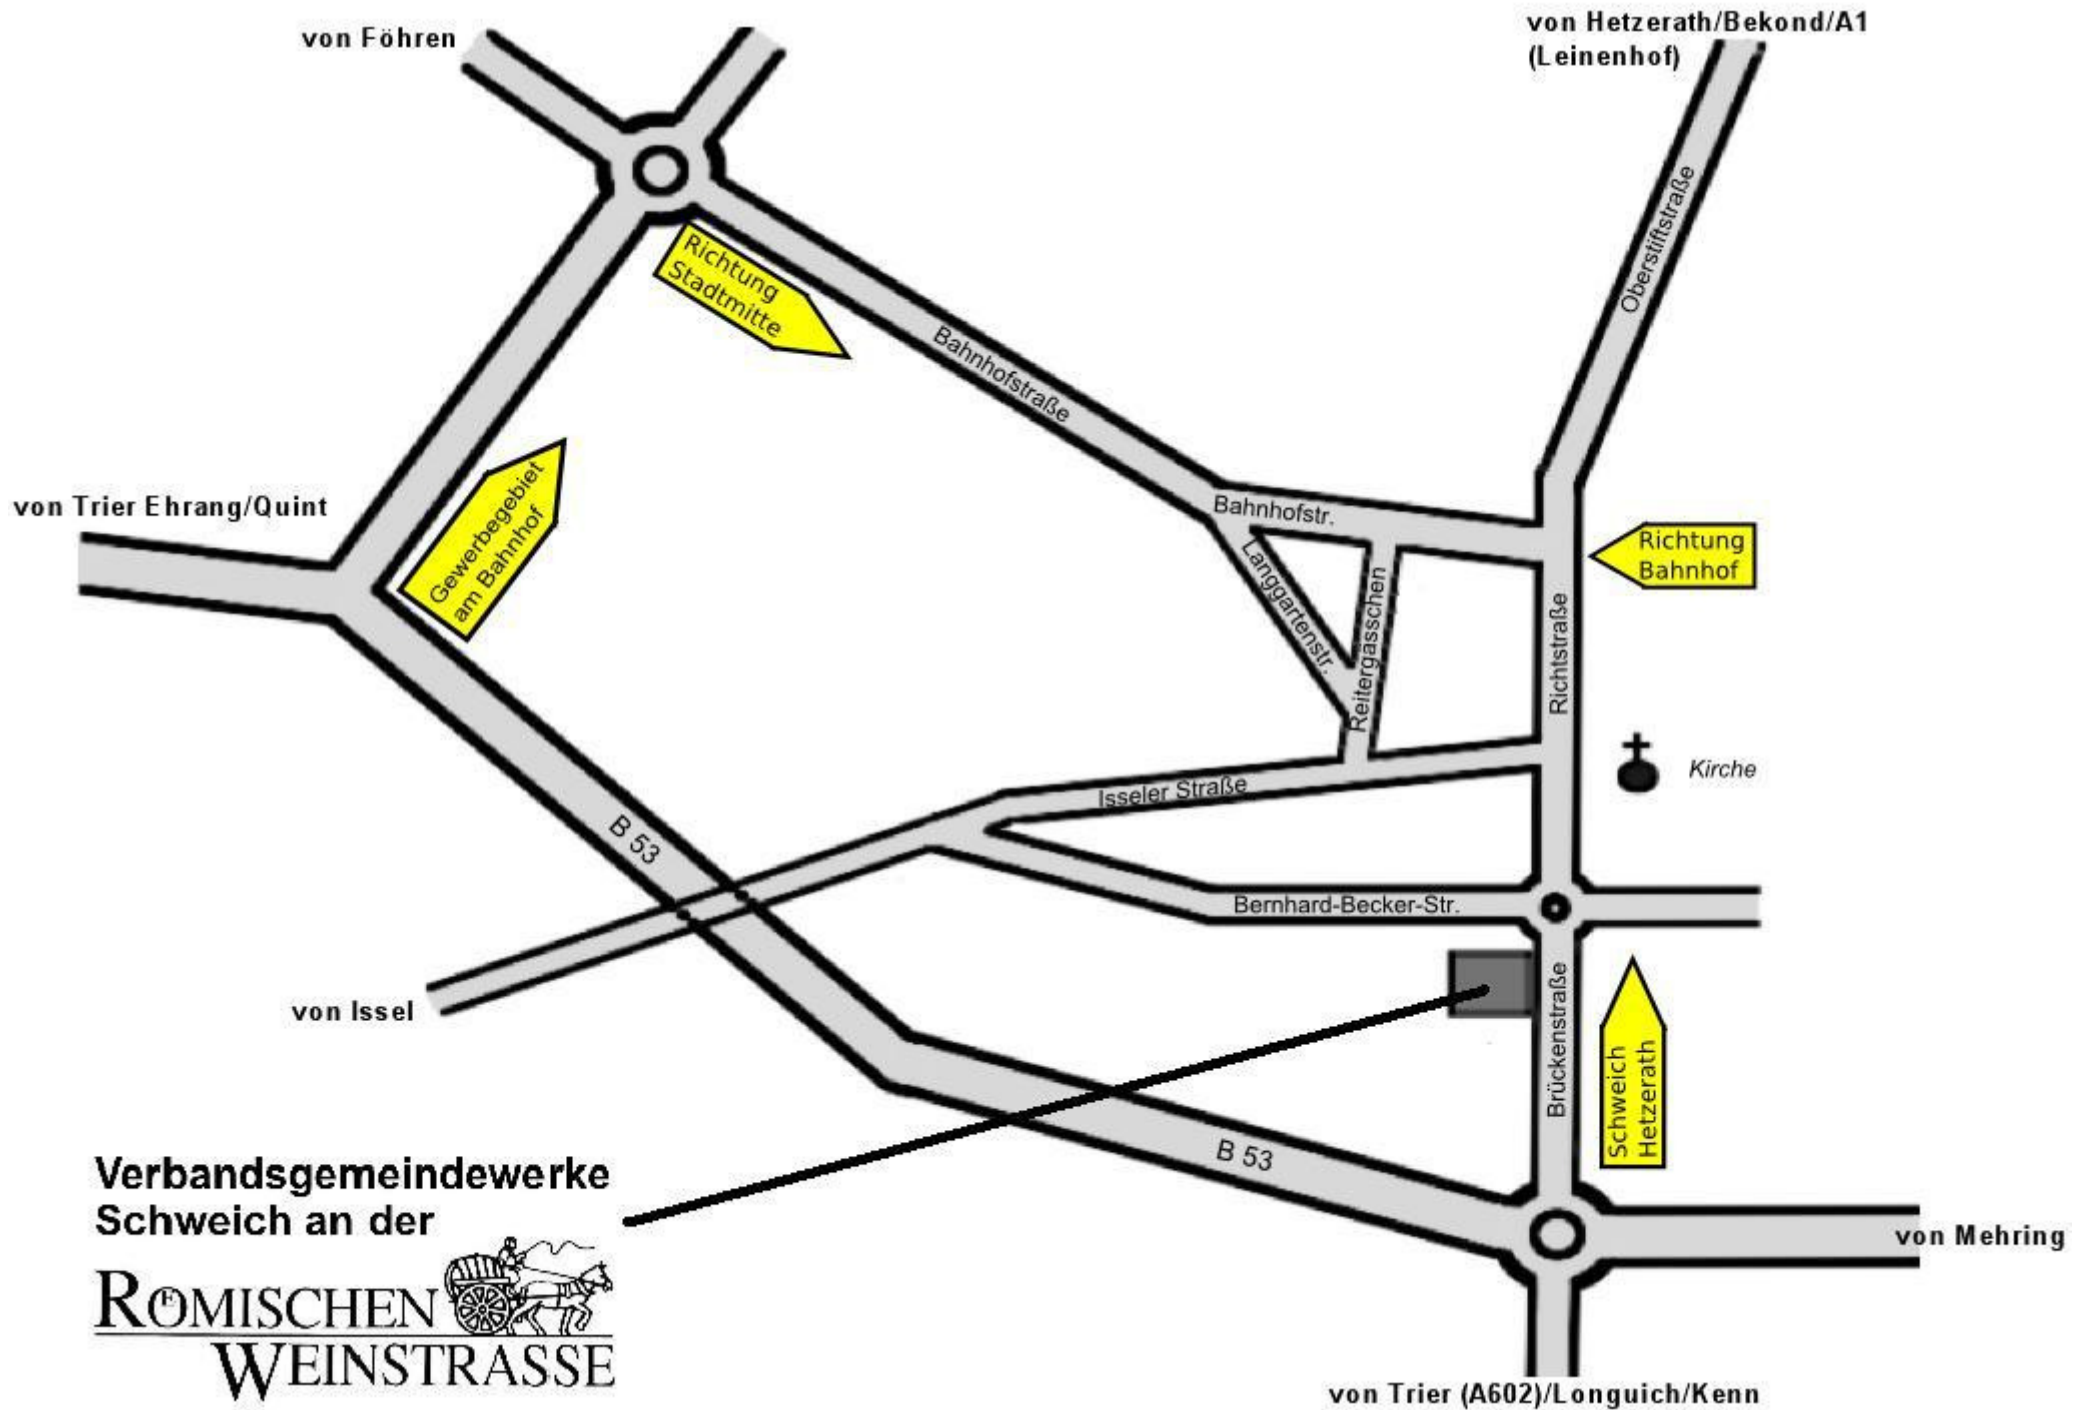 von Föhren
von Hetzerath/Bekond/A1
(Leinenhof)
Oberstiftstraße
Richtung
Stadtmitte
Bahnhofstraße
von Trier Ehrang/Quint
Gewerbegebiet
am Bahnhof
Bahnhofstr.
Richtung
Bahnhof
Langgartenstr.
Reitergässchen
Richtstraße
Kirche
Isseler Straße
B 53
Bernhard-Becker-Str.
von Issel
Brückenstraße
Schweich
Hetzerath
B 53
Verbandsgemeindewerke
Schweich an der
RŒMISCHEN
WEINSTRASSE
von Mehring
von Trier (A602)/Longuich/Kenn